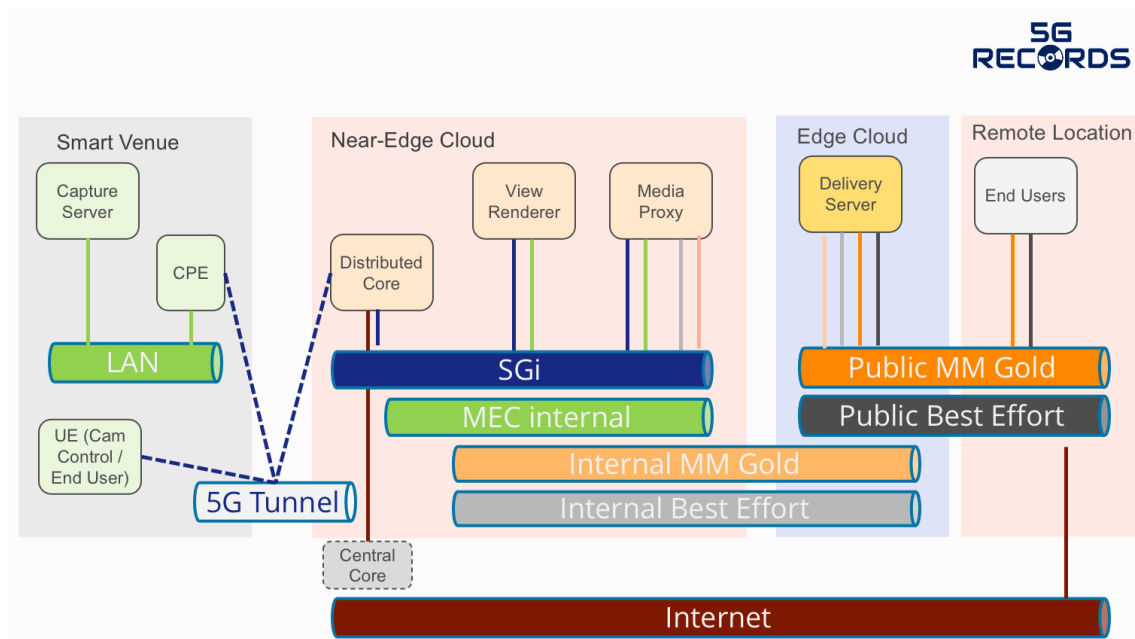 5G
RECORDS
Smart Venue
Near-Edge Cloud
Edge Cloud
Remote Location
Capture
Server
CPE
Distributed
Core
View
Renderer
Media
Proxy
Delivery
Server
End Users
LAN
SGi
Public MM Gold
MEC internal
Public Best Effort
UE (Cam
Control /
End User)
Internal MM Gold
5G Tunnel
Internal Best Effort
Central
Core
Internet